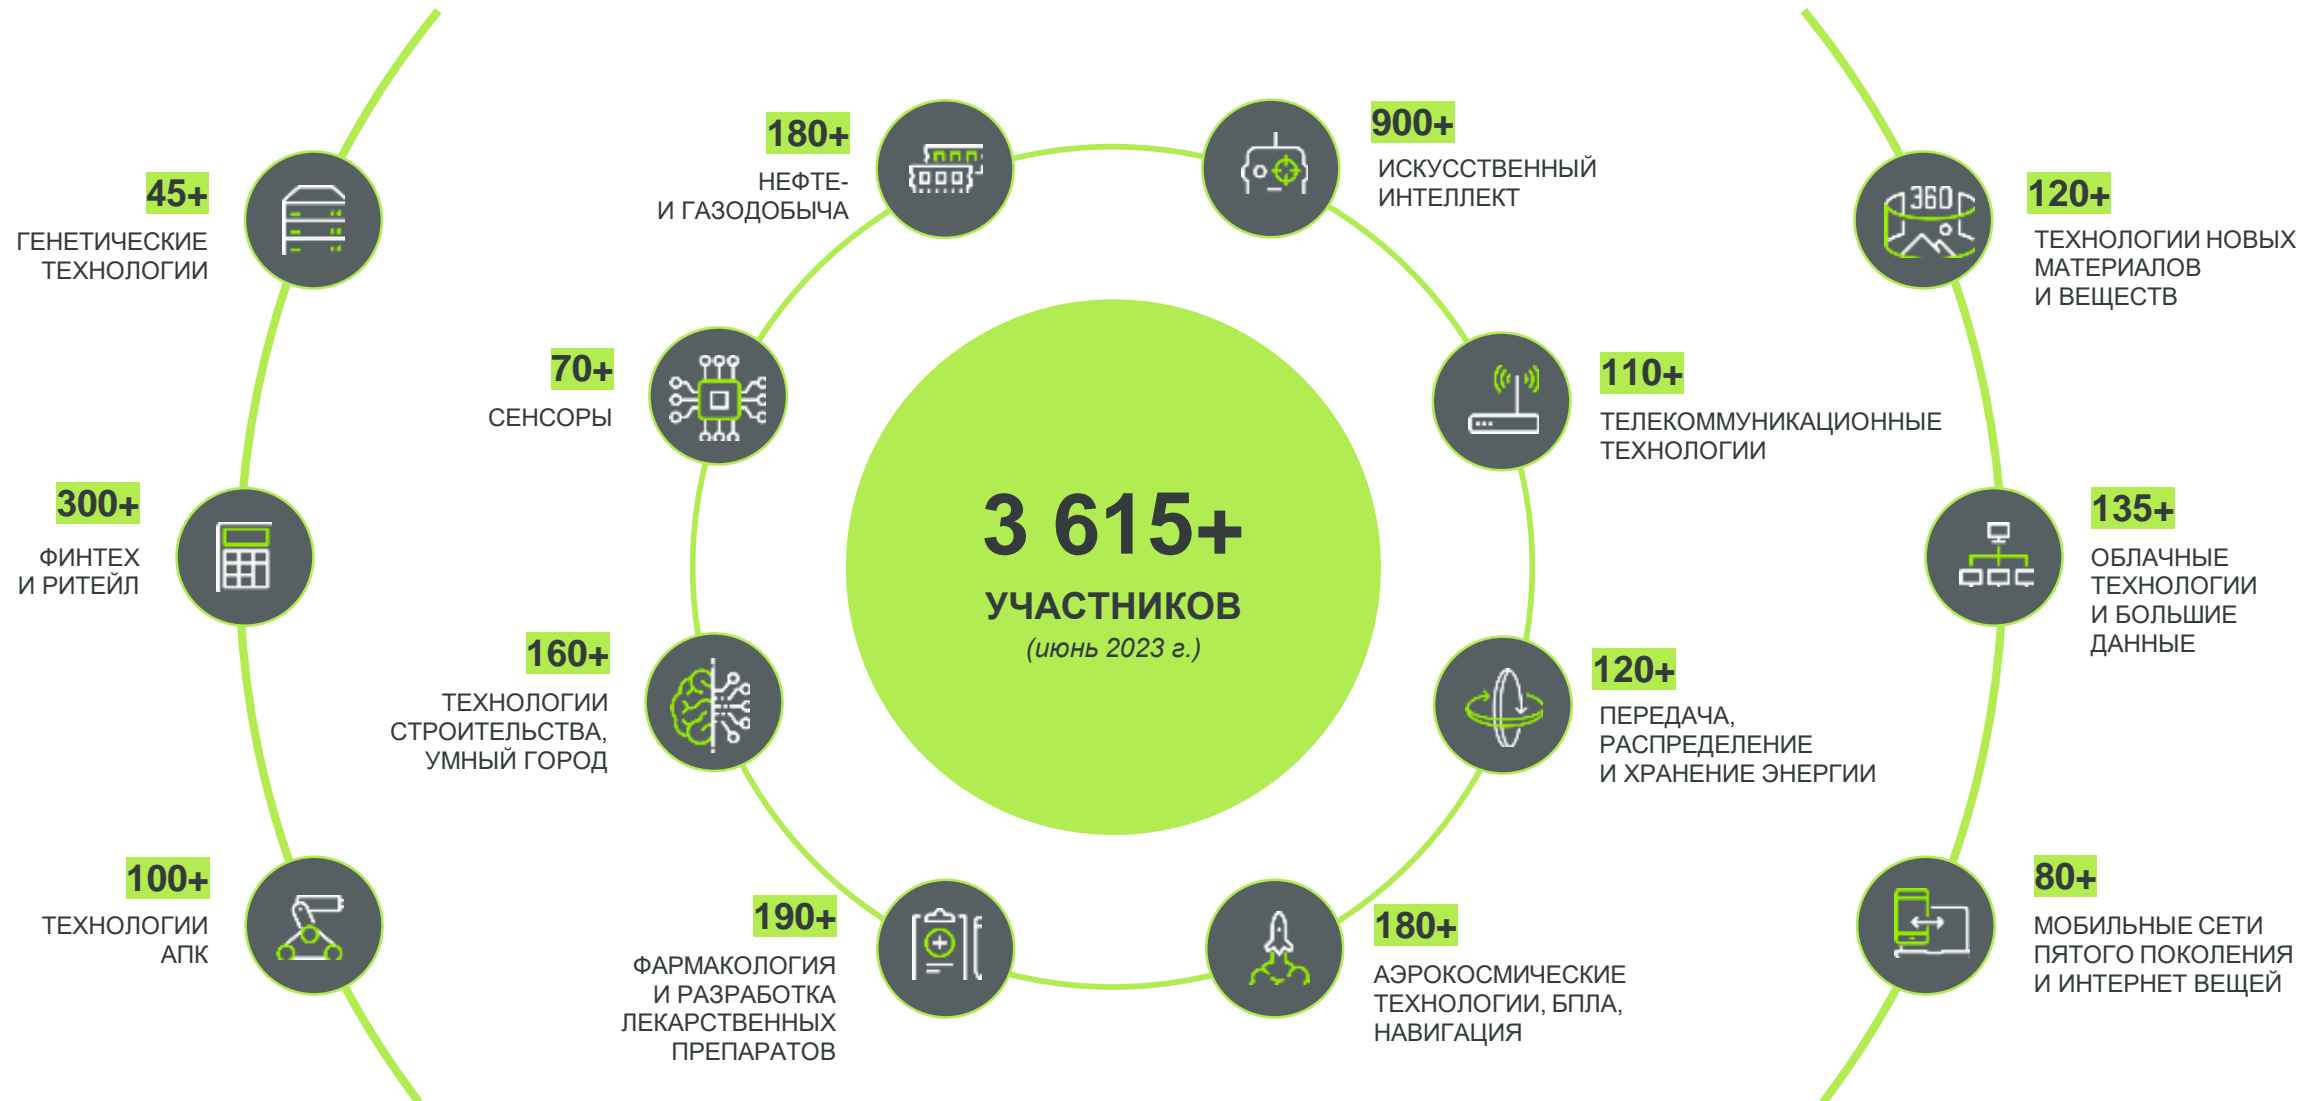 45+
ГЕНЕТИЧЕСКИЕ
ТЕХНОЛОГИИ
300+
ФИНТЕХ
И РИТЕЙЛ
100+
ТЕХНОЛОГИИ
АПК
180+
НЕФТЕ-
И ГАЗОДОБЫЧА
70+
СЕНСОРЫ
160+
ТЕХНОЛОГИИ
СТРОИТЕЛЬСТВА,
УМНЫЙ ГОРОД
190+
ФАРМАКОЛОГИЯ
И РАЗРАБОТКА
ЛЕКАРСТВЕННЫХ
ПРЕПАРАТОВ
3 615+
УЧАСТНИКОВ
(июнь 2023 г.)
900+
ИСКУССТВЕННЫЙ
ИНТЕЛЛЕКТ
110+
ТЕЛЕКОММУНИКАЦИОННЫЕ
ТЕХНОЛОГИИ
120+
ПЕРЕДАЧА,
РАСПРЕДЕЛЕНИЕ
И ХРАНЕНИЕ ЭНЕРГИИ
180+
АЭРОКОСМИЧЕСКИЕ
ТЕХНОЛОГИИ, БПЛА,
НАВИГАЦИЯ
360
120+
ТЕХНОЛОГИИ НОВЫХ
МАТЕРИАЛОВ
И ВЕЩЕСТВ
135+
ОБЛАЧНЫЕ
ТЕХНОЛОГИИ
И БОЛЬШИЕ
ДАННЫЕ
80+
МОБИЛЬНЫЕ СЕТИ
ПЯТОГО ПОКОЛЕНИЯ
И ИНТЕРНЕТ ВЕЩЕЙ